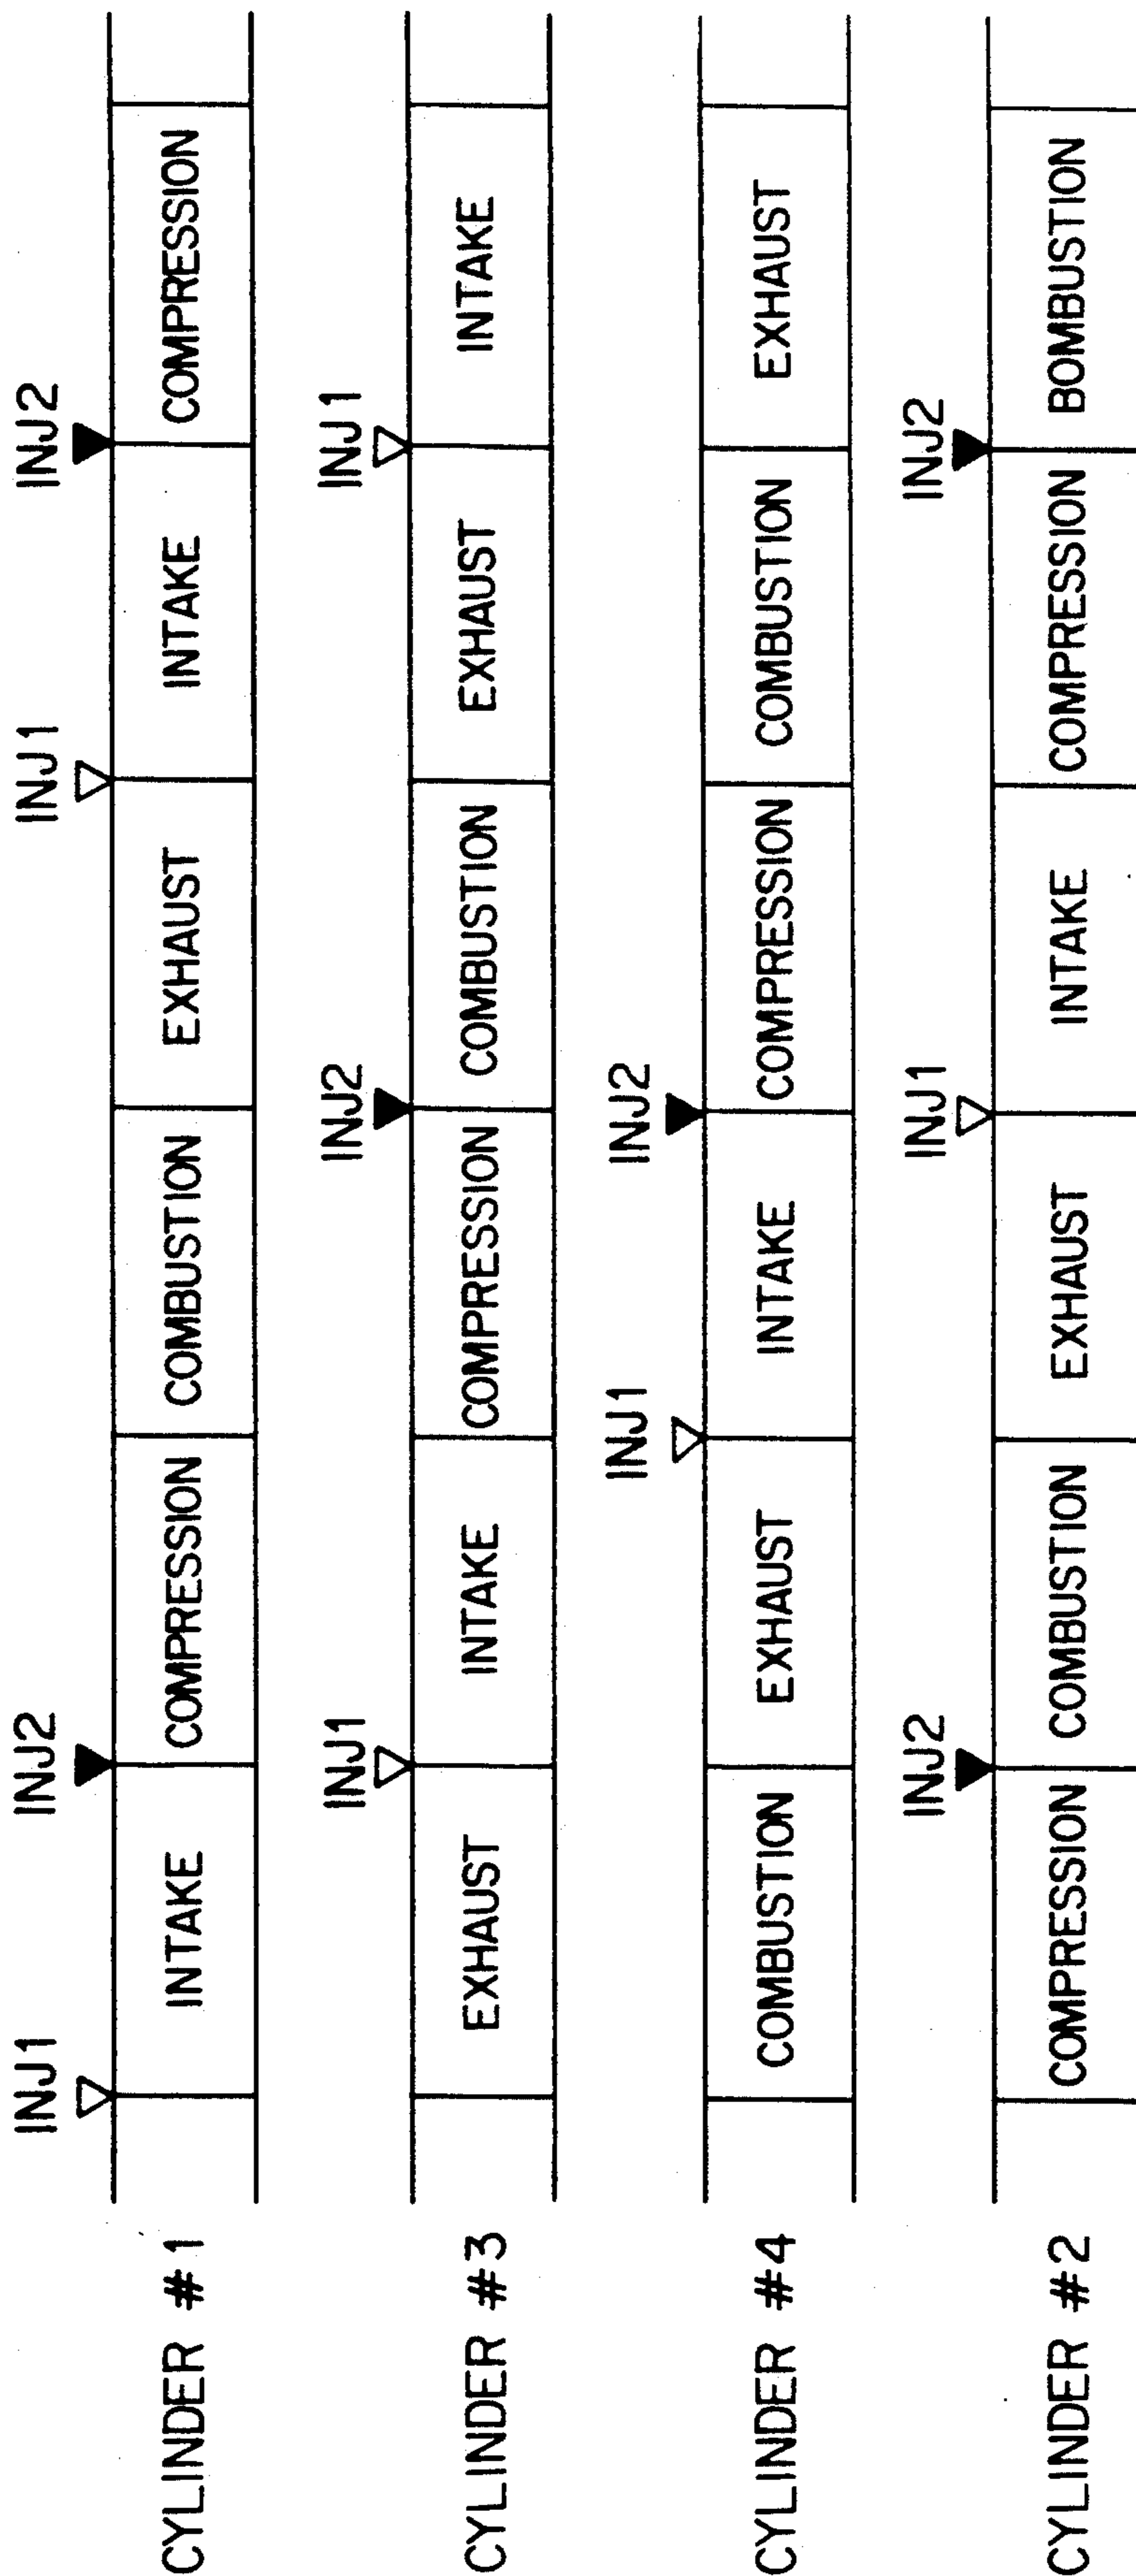 INJ1 INJ2 INJ1 INJ2
CYLINDER #1 INTAKE COMPRESSION COMBUSTION EXHAUST INTAKE COMPRESSION
INJ1 INJ2 INJ1
CYLINDER #3 EXHAUST INTAKE COMPRESSION COMBUSTION EXHAUST INTAKE
INJ1 INJ2
CYLINDER #4 COMBUSTION EXHAUST INTAKE COMPRESSION COMBUSTION EXHAUST
INJ2 INJ1 INJ2
CYLINDER #2 COMPRESSION COMBUSTION EXHAUST INTAKE COMPRESSION BOMBUSTION